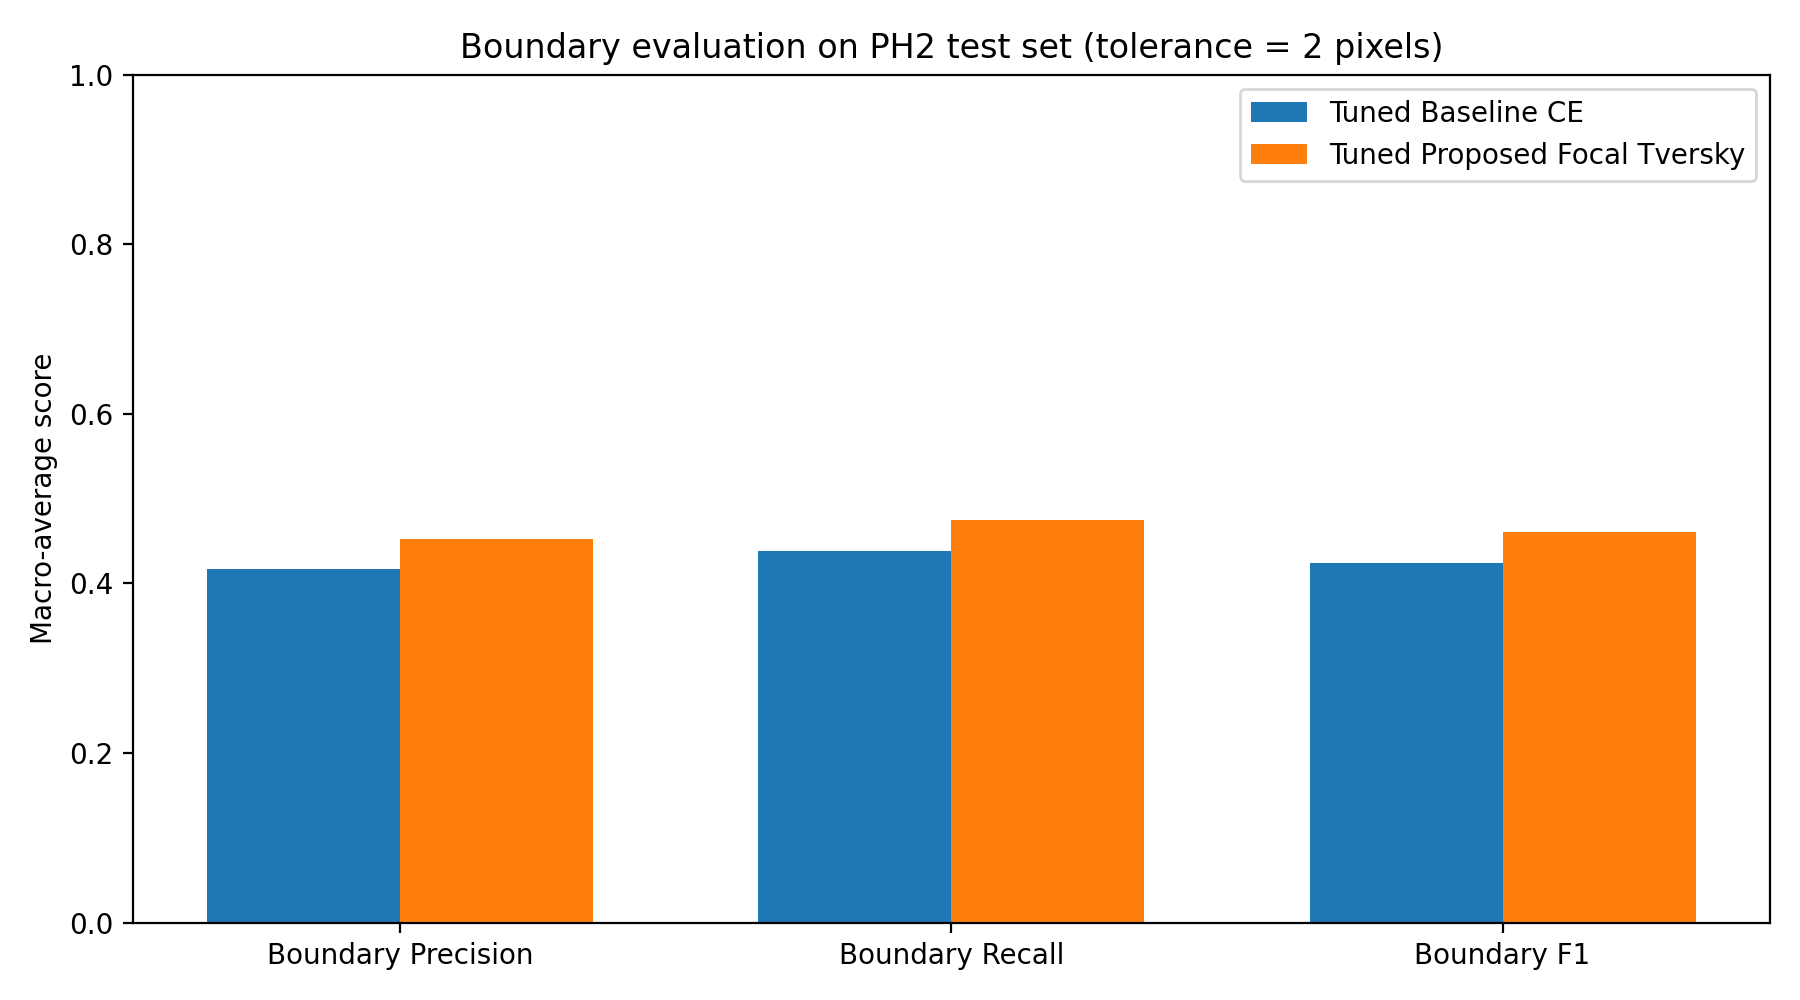 Boundary evaluation on PH2 test set (tolerance = 2 pixels)
Tuned Baseline CE
Tuned Proposed Focal Tversky
Macro-average score
1.0
0.8
0.6
0.4
0.2
0.0
Boundary Precision
Boundary Recall
Boundary F1